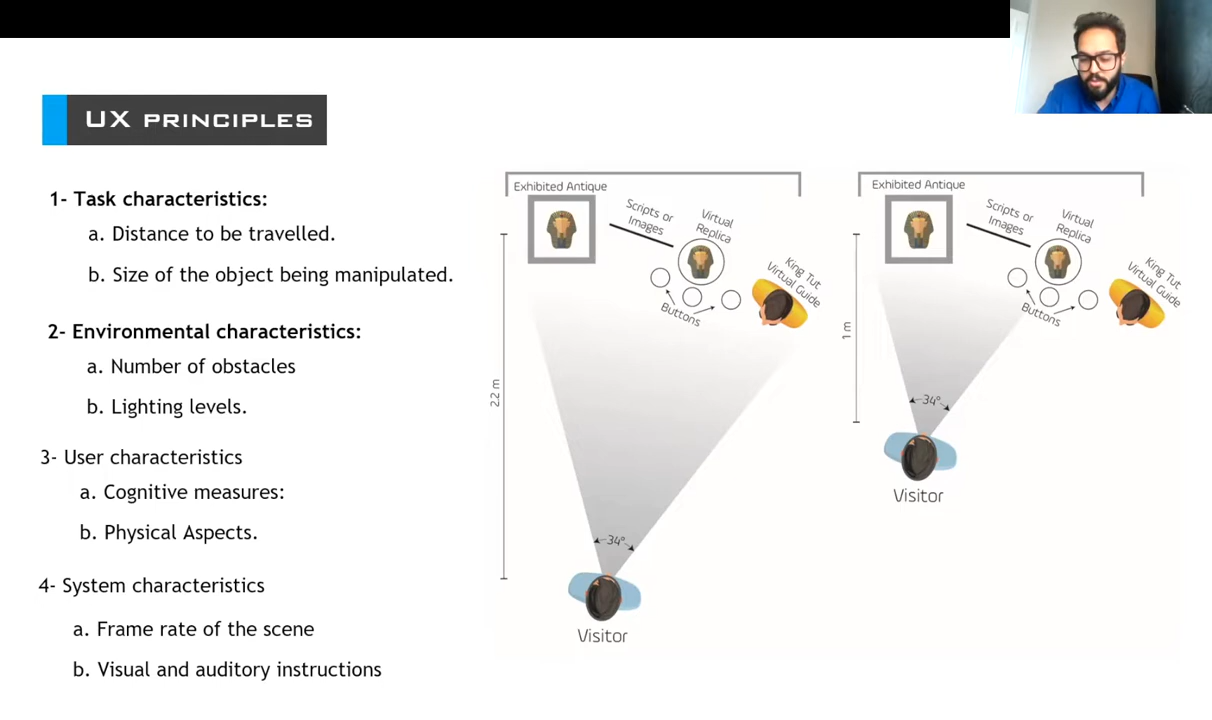 UX PRINCIPLES
1- Task characteristics:
a. Distance to be travelled.
b. Size of the object being manipulated.
2- Environmental characteristics:
a. Number of obstacles
b. Lighting levels.
3- User characteristics
a. Cognitive measures:
b. Physical Aspects.
4- System characteristics
a. Frame rate of the scene
b. Visual and auditory instructions
Exhibited Antique
Scripts or
Images
Virtual
Replica
King Tut
Virtual Guide
Buttons
2.2 m
34°
Visitor
Exhibited Antique
Scripts or
Images
Virtual
Replica
King Tut
Virtual Guide
Buttons
1 m
34°
Visitor